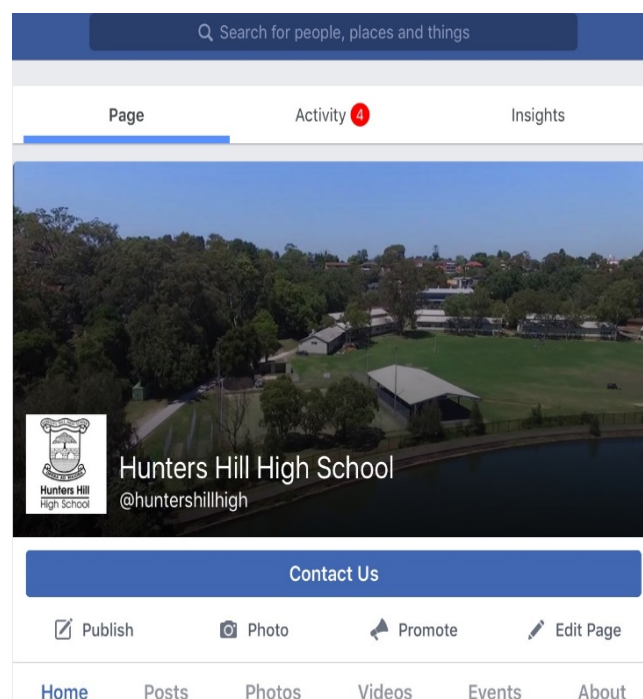 Search for people, places and things
Page Activity 4 Insights
Hunters Hill High School
@huntershillhigh
Hunters Hill
High School
Contact Us
Publish Photo Promote Edit Page
Home Posts Photos Videos Events About